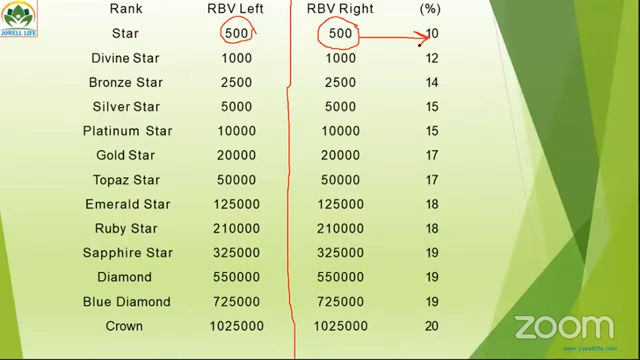 JOWELL LIFE
Rank RBV Left RBV Right (%)
Star 500 500 10
Divine Star 1000 1000 12
Bronze Star 2500 2500 14
Silver Star 5000 5000 15
Platinum Star 10000 10000 15
Gold Star 20000 20000 17
Topaz Star 50000 50000 17
Emerald Star 125000 125000 18
Ruby Star 210000 210000 18
Sapphire Star 325000 325000 19
Diamond 550000 550000 19
Blue Diamond 725000 725000 19
Crown 1025000 1025000 20
zoom
www.jowelllife.com